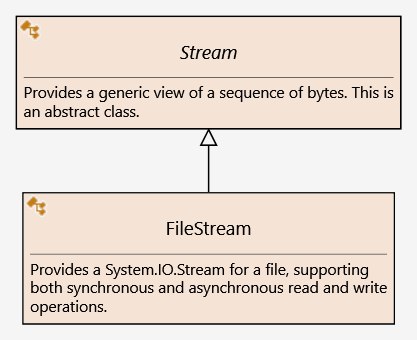 Stream
Provides a generic view of a sequence of bytes. This is
an abstract class.
FileStream
Provides a System.IO.Stream for a file, supporting
both synchronous and asynchronous read and write
operations.